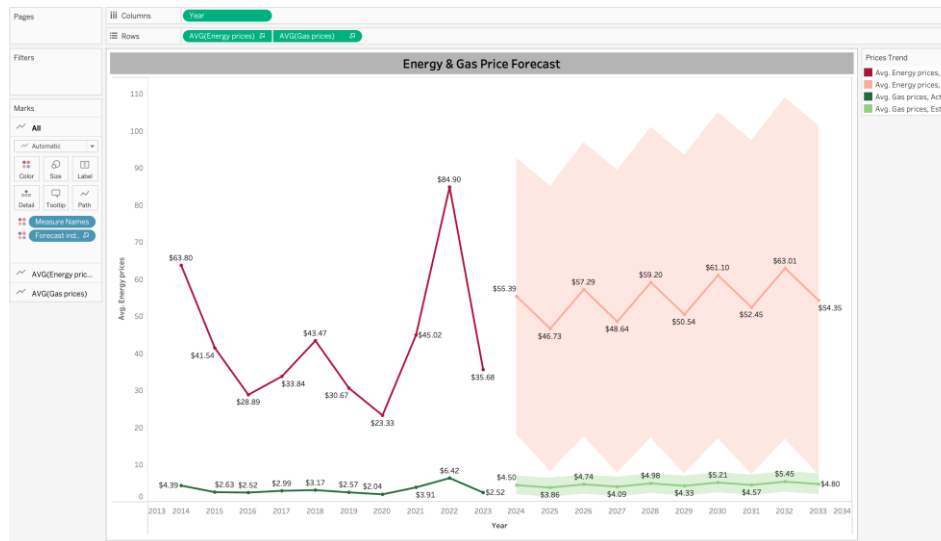 Pages
Columns
Year
Rows
AVG(Energy prices)
AVG(Gas prices)
Filters
Marks
All
Automatic
Color
Size
Label
Detail
Tooltip
Path
Measure Names
Forecast ind..
AVG(Energy pric...
AVG(Gas prices)
Energy & Gas Price Forecast
Prices Trend
Avg. Energy prices,
Avg. Energy prices,
Avg. Gas prices, Act
Avg. Gas prices, Est
Avg. Energy prices
110
100
90
80
70
60
50
40
30
20
10
0
$63.80
$41.54
$28.89
$33.84
$43.47
$30.67
$23.33
$45.02
$84.90
$35.68
$55.39
$46.73
$57.29
$48.64
$59.20
$50.54
$61.10
$52.45
$63.01
$54.35
$4.39
$2.63
$2.52
$2.99
$3.17
$2.57
$2.04
$3.91
$6.42
$2.52
$4.50
$3.86
$4.74
$4.09
$4.98
$4.33
$5.21
$4.57
$5.45
$4.80
2013 2014 2015 2016 2017 2018 2019 2020 2021 2022 2023 2024 2025 2026 2027 2028 2029 2030 2031 2032 2033 2034
Year